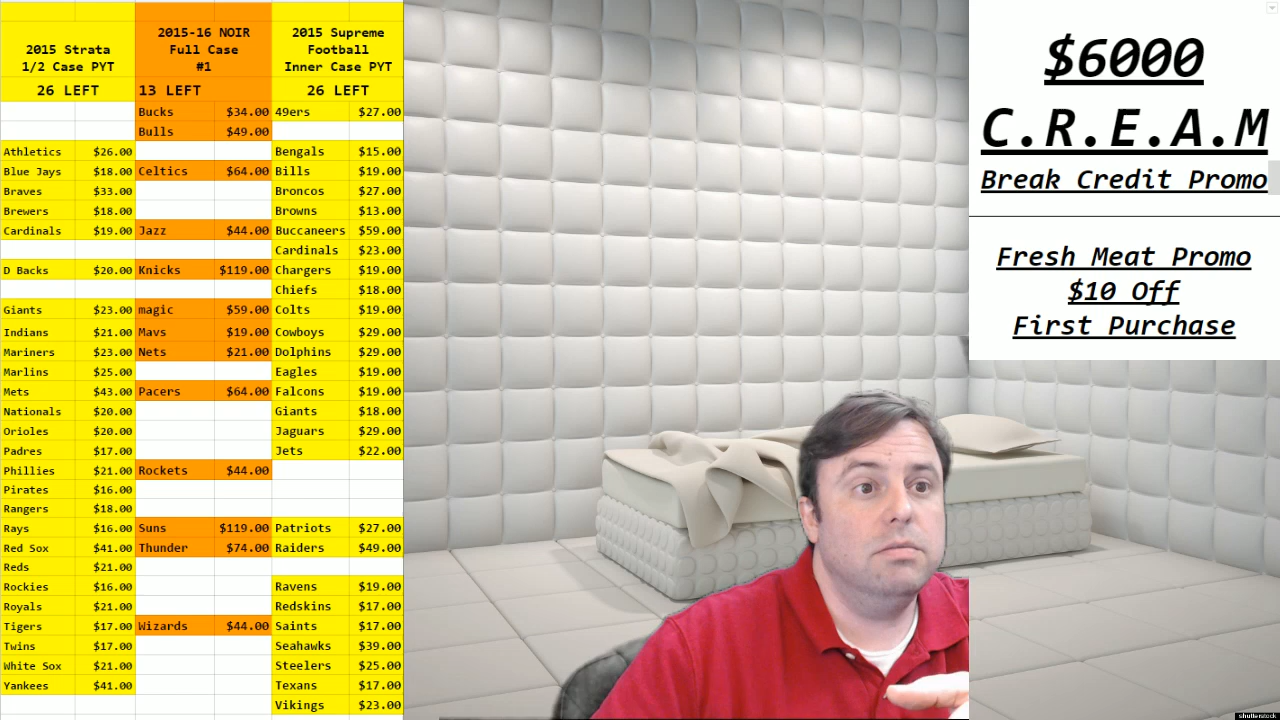 2015 Strata
1/2 Case PYT
26 LEFT
Athletics $26.00
Blue Jays $18.00
Braves $33.00
Brewers $18.00
Cardinals $19.00
D Backs $20.00
Giants $23.00
Indians $21.00
Mariners $23.00
Marlins $25.00
Mets $43.00
Nationals $20.00
Orioles $20.00
Padres $17.00
Phillies $21.00
Pirates $16.00
Rangers $18.00
Rays $16.00
Red Sox $41.00
Reds $21.00
Rockies $16.00
Royals $21.00
Tigers $17.00
Twins $17.00
White Sox $21.00
Yankees $41.00
2015-16 NOIR
Full Case
#1
13 LEFT
Bucks $34.00
Bulls $49.00
Celtics $64.00
Jazz $44.00
Knicks $119.00
magic $59.00
Mavs $19.00
Nets $21.00
Pacers $64.00
Rockets $44.00
Suns $119.00
Thunder $74.00
Wizards $44.00
2015 Supreme
Football
Inner Case PYT
26 LEFT
49ers $27.00
Bengals $15.00
Bills $19.00
Broncos $27.00
Browns $13.00
Buccaneers $59.00
Cardinals $23.00
Chargers $19.00
Chiefs $18.00
Colts $19.00
Cowboys $29.00
Dolphins $29.00
Eagles $19.00
Falcons $19.00
Giants $18.00
Jaguars $29.00
Jets $22.00
Patriots $27.00
Raiders $49.00
Ravens $19.00
Redskins $17.00
Saints $17.00
Seahawks $39.00
Steelers $25.00
Texans $17.00
Vikings $23.00
$6000
C.R.E.A.M
Break Credit Promo
Fresh Meat Promo
$10 Off
First Purchase
shutterstock